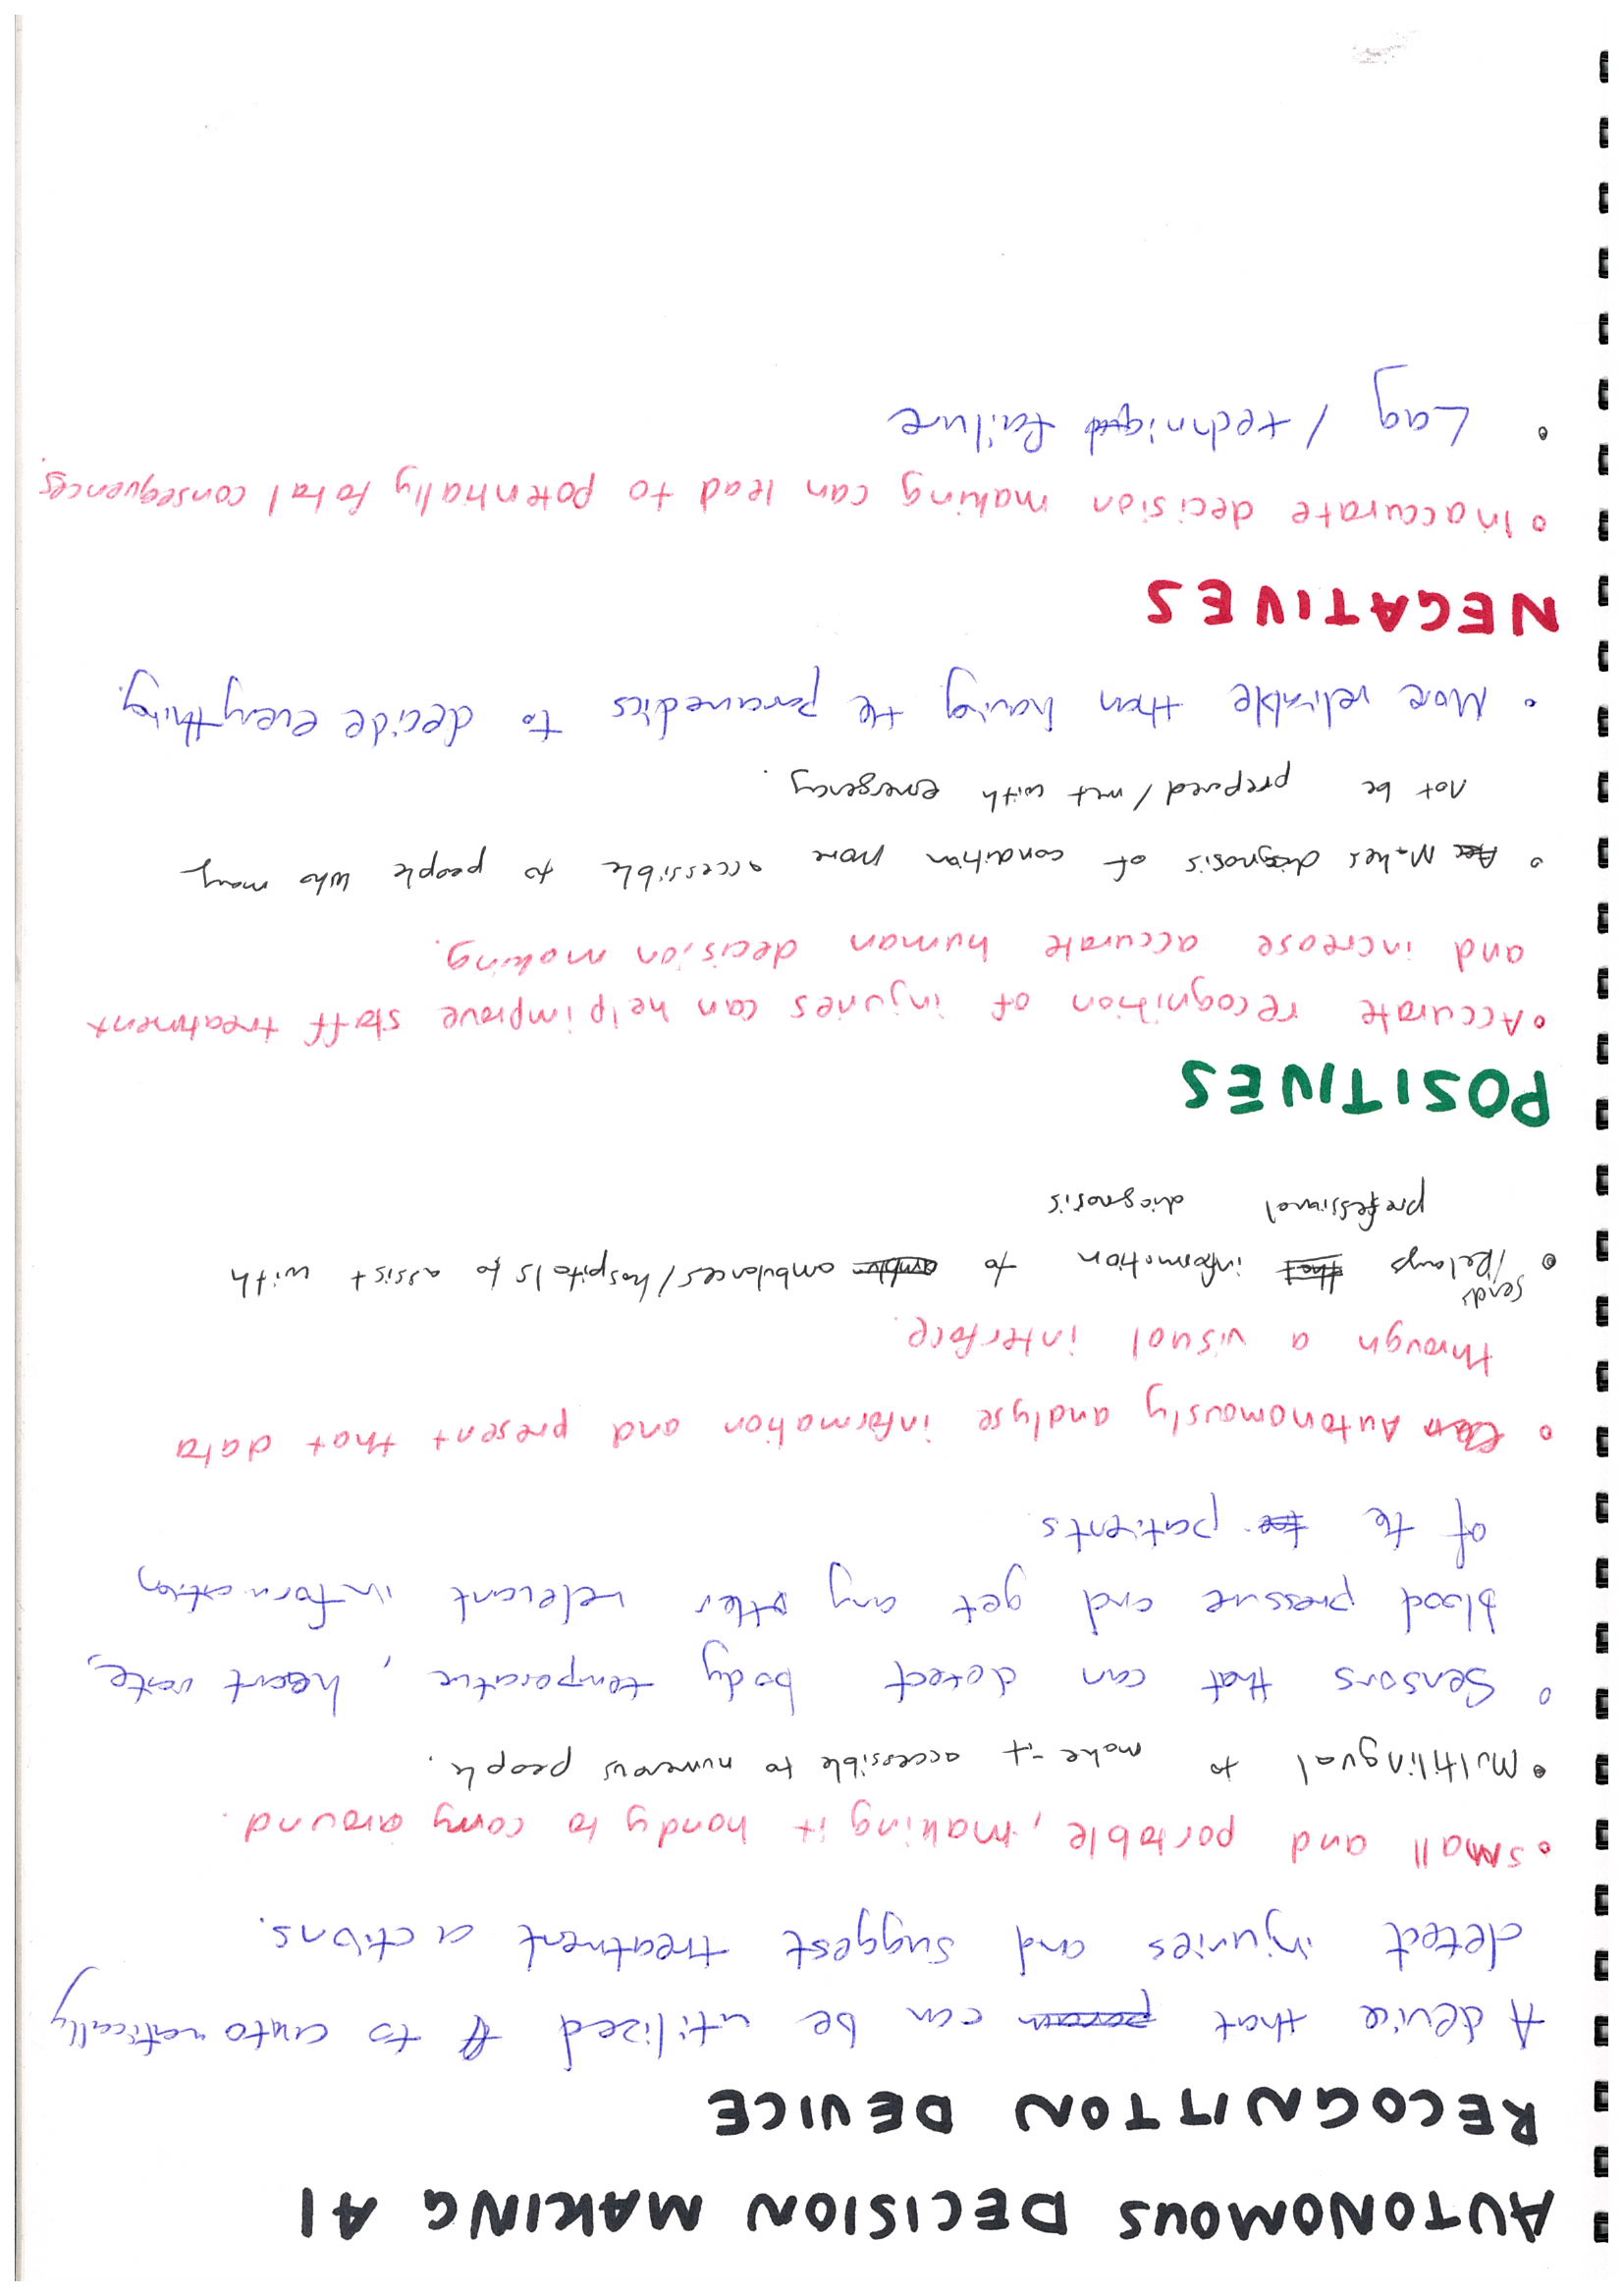 AUTONOMOUS DECISION MAKING AI
RECOGNITION DEVICE
A device that can be utilized to automatically
detect injuries and suggest treatment actions.
• Small and portable, making it handy to carry around.
• Multilingual to make it accessible to numerous people.
• Sensors that can detect body temperature, heart rate,
blood pressure and get any other relevant information
of the patients
• Autonomously analyse information and present that data
through a visual interface.
• Sends/Relays information to ambulances/hospitals to assist with
professional diagnosis
POSITIVES
• Accurate recognition of injuries can help improve staff treatment
and increase accurate human decision making.
• Makes diagnosis of condition more accessible to people who may
not be prepared/met with emergency.
• More reliable then having the paramedics to decide everything.
NEGATIVES
• Inaccurate decision making can lead to potentially fatal consequences.
• Lag / failure